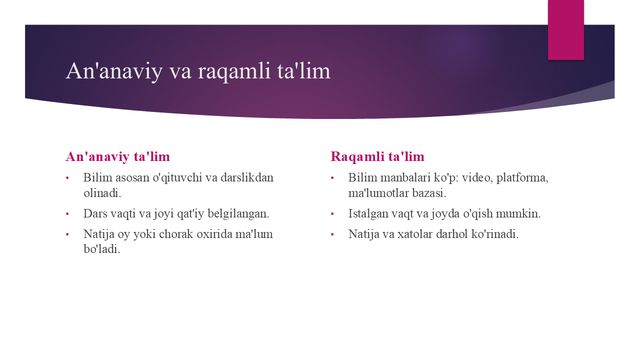 An'anaviy va raqamli ta'lim
An'anaviy ta'lim
• Bilim asosan o'qituvchi va darslikdan
olinadi.
• Dars vaqti va joyi qat'iy belgilangan.
• Natija oy yoki chorak oxirida ma'lum
bo'ladi.
Raqamli ta'lim
• Bilim manbalari ko'p: video, platforma,
ma'lumotlar bazasi.
• Istalgan vaqt va joyda o'qish mumkin.
• Natija va xatolar darhol ko'rinadi.